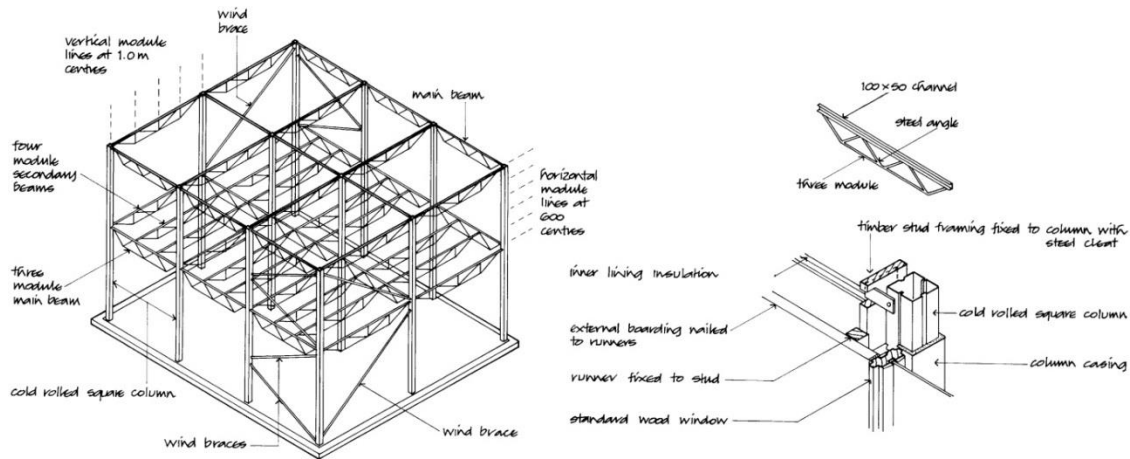 wind
brace
vertical module
lines at 1.0 m
centres
main beam
four
module
secondary
beams
horizontal
module
lines at
600
centres
three
module
main beam
cold rolled square column
wind braces
wind brace
100 × 50 channel
steel angle
three module
timber stud framing fixed to column with
steel cleat
inner lining insulation
cold rolled square column
external boarding nailed
to runners
column casing
runner fixed to stud
standard wood window